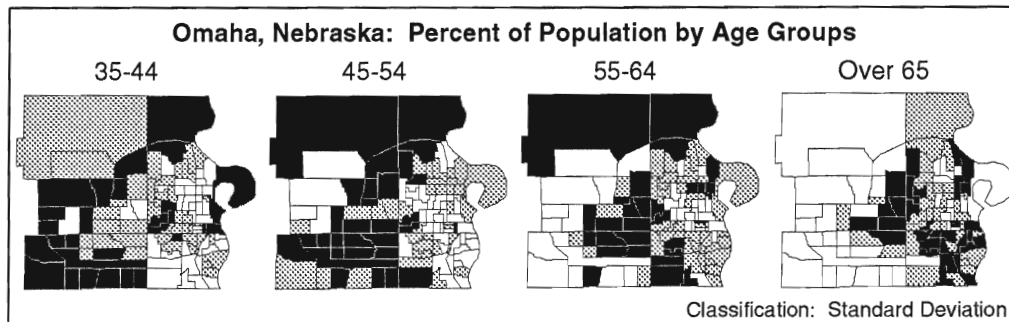 Omaha, Nebraska: Percent of Population by Age Groups
35-44 45-54 55-64 Over 65
Classification: Standard Deviation